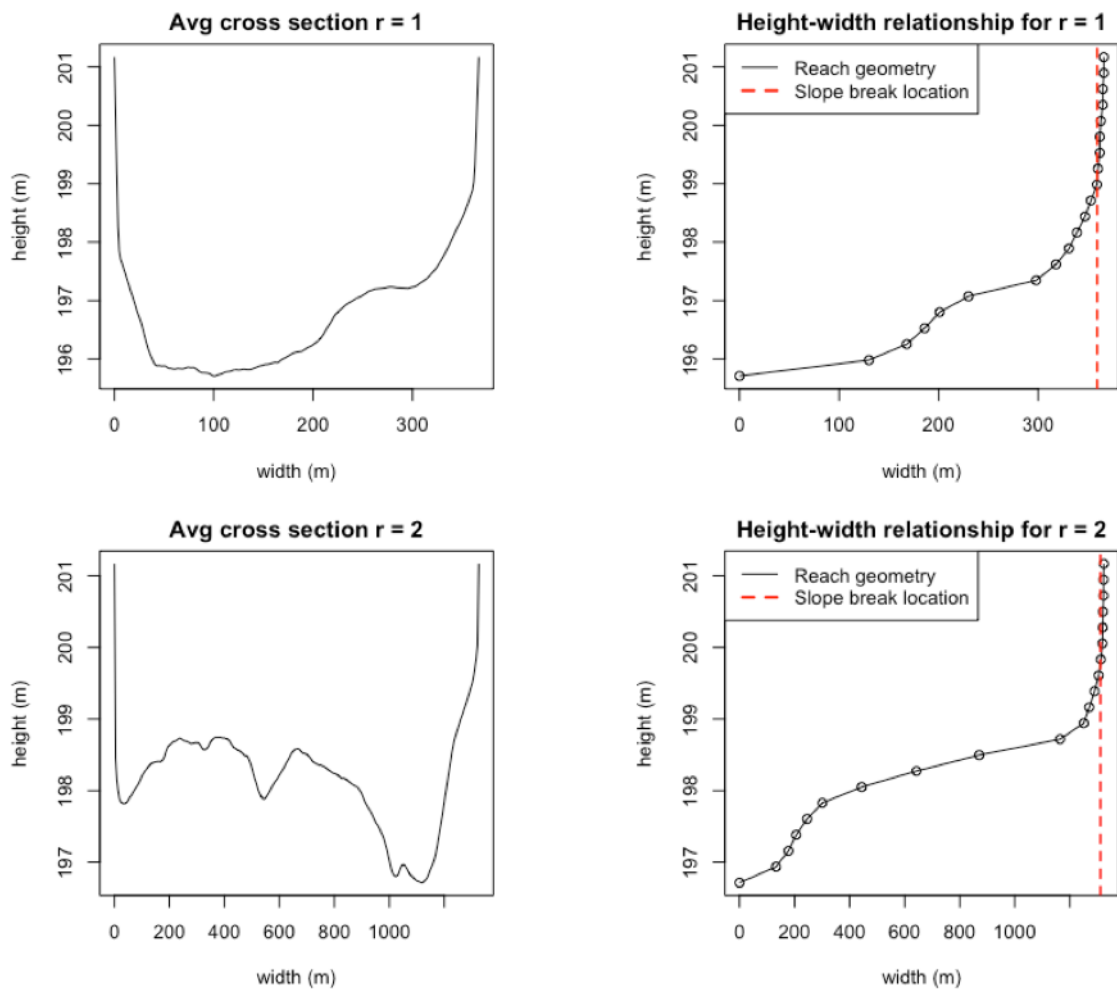 Avg cross section r = 1
height (m)
201
200
199
198
197
196
0 100 200 300
width (m)
Height-width relationship for r = 1
Reach geometry
Slope break location
height (m)
201
200
199
198
197
196
0 100 200 300
width (m)
Avg cross section r = 2
height (m)
201
200
199
198
197
0 200 400 600 800 1000
width (m)
Height-width relationship for r = 2
Reach geometry
Slope break location
height (m)
201
200
199
198
197
0 200 400 600 800 1000
width (m)